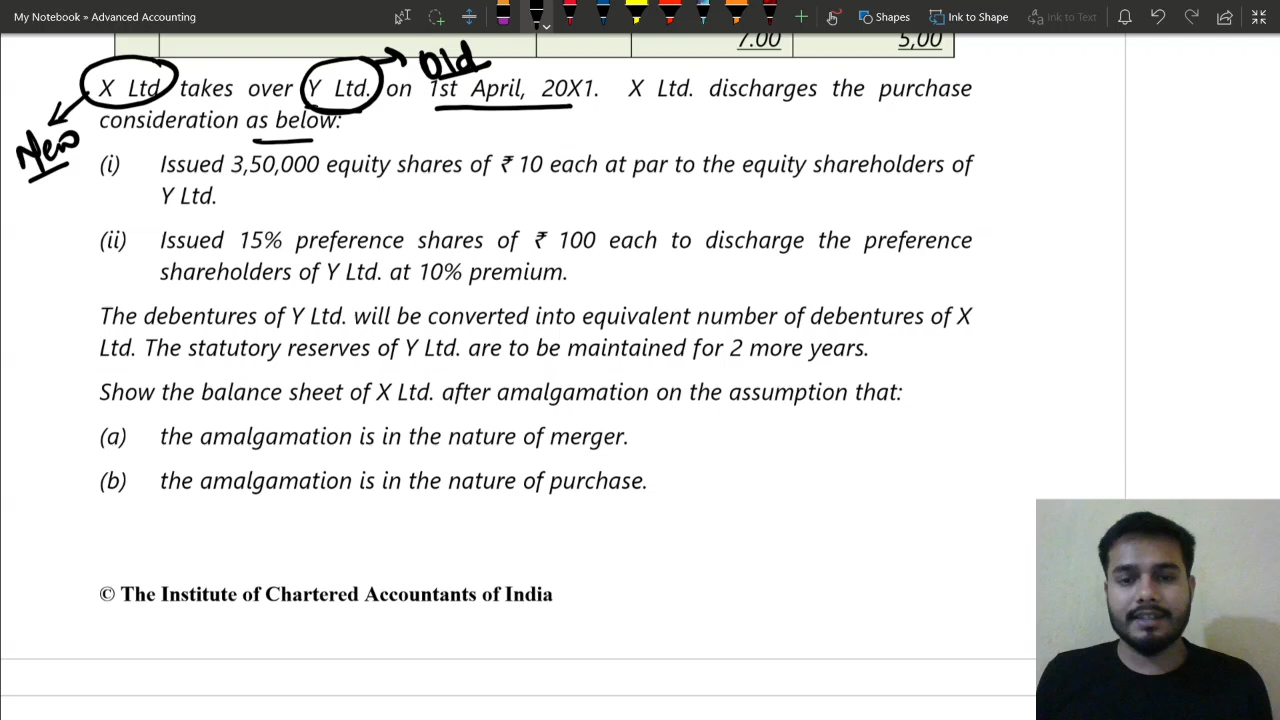 My Notebook » Advanced Accounting
Shapes
Ink to Shape
Ink to Text
7.00 5,00
Old
X Ltd takes over Y Ltd. on 1st April, 20X1. X Ltd. discharges the purchase
consideration as below:
New
(i) Issued 3,50,000 equity shares of ₹ 10 each at par to the equity shareholders of
Y Ltd.
(ii) Issued 15% preference shares of ₹ 100 each to discharge the preference
shareholders of Y Ltd. at 10% premium.
The debentures of Y Ltd. will be converted into equivalent number of debentures of X
Ltd. The statutory reserves of Y Ltd. are to be maintained for 2 more years.
Show the balance sheet of X Ltd. after amalgamation on the assumption that:
(a) the amalgamation is in the nature of merger.
(b) the amalgamation is in the nature of purchase.
© The Institute of Chartered Accountants of India